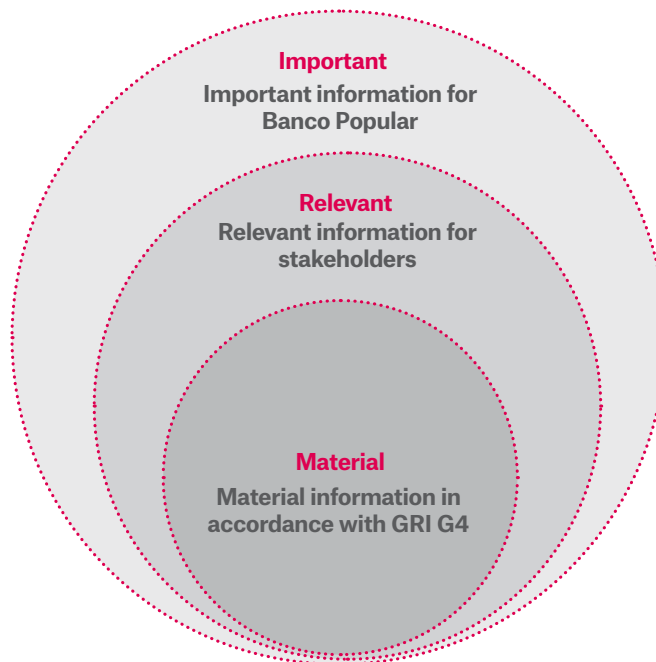 Important
Important information for
Banco Popular
Relevant
Relevant information for
stakeholders
Material
Material information in
accordance with GRI G4